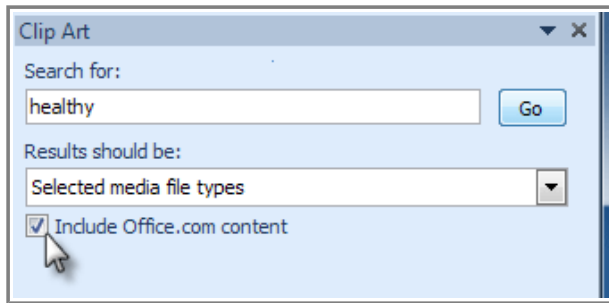 Clip Art
Search for:
healthy
Go
Results should be:
Selected media file types
Include Office.com content